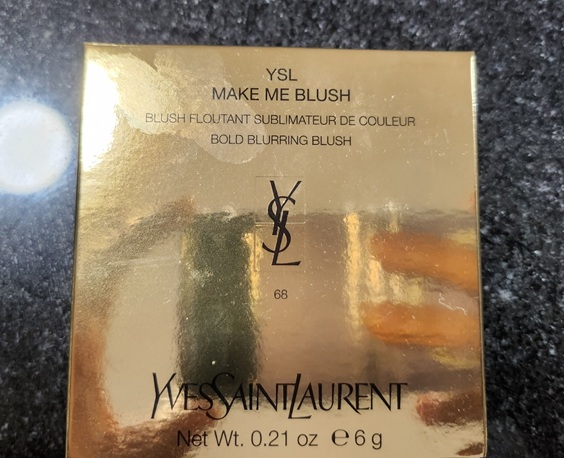 YSL
MAKE ME BLUSH
BLUSH FLOUTANT SUBLIMATEUR DE COULEUR
BOLD BLURRING BLUSH
YSL
68
YVESSAINTLAURENT
Net Wt. 0.21 oz ℮ 6 g